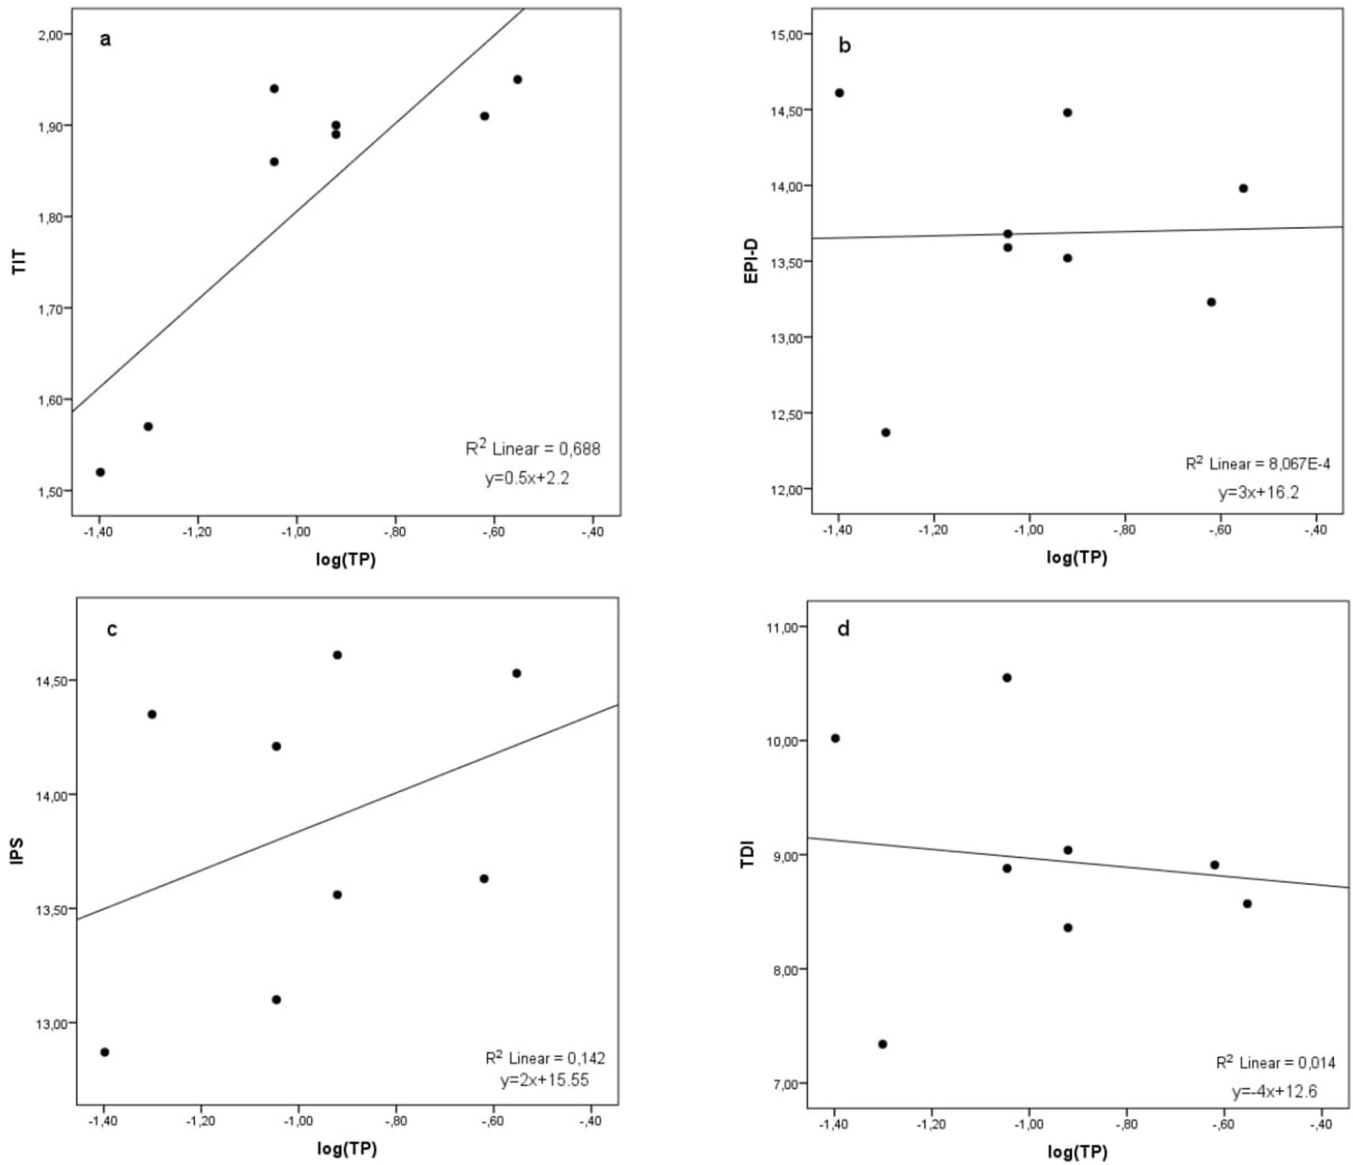 a
2,00
1,90
1,80
1,70
1,60
1,50
TIT
R² Linear = 0,688
y=0.5x+2.2
-1,40 -1,20 -1,00 -,80 -,60 -,40
log(TP)
b
15,00
14,50
14,00
13,50
13,00
12,50
12,00
EPI-D
R² Linear = 8,067E-4
y=3x+16.2
-1,40 -1,20 -1,00 -,80 -,60 -,40
log(TP)
c
14,50
14,00
13,50
13,00
IPS
R² Linear = 0,142
y=2x+15.55
-1,40 -1,20 -1,00 -,80 -,60 -,40
log(TP)
d
11,00
10,00
9,00
8,00
7,00
TDI
R² Linear = 0,014
y=-4x+12.6
-1,40 -1,20 -1,00 -,80 -,60 -,40
log(TP)